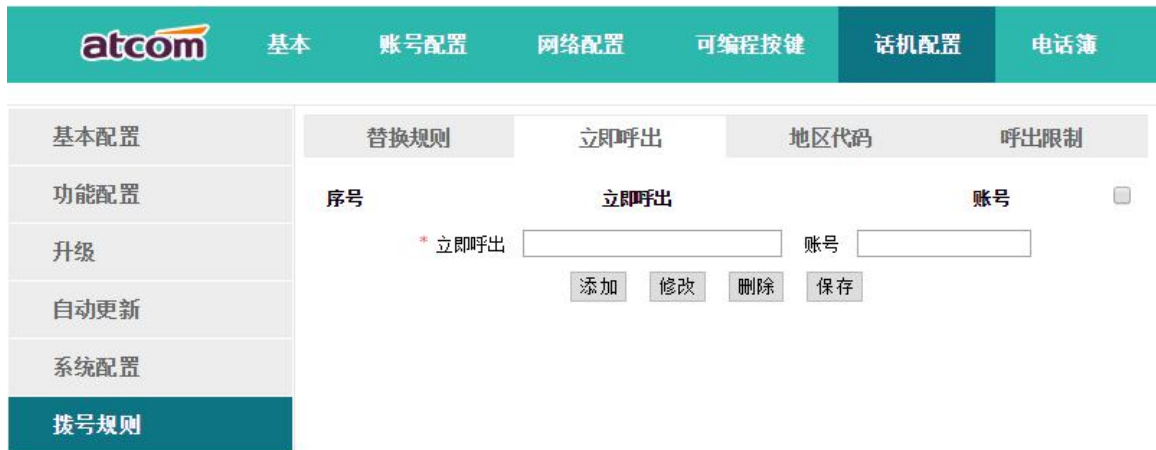 atcom 基本 账号配置 网络配置 可编程按键 话机配置 电话簿
基本配置
功能配置
升级
自动更新
系统配置
拨号规则
替换规则 立即呼出 地区代码 呼出限制
序号 立即呼出 账号
* 立即呼出 账号
添加 修改 删除 保存